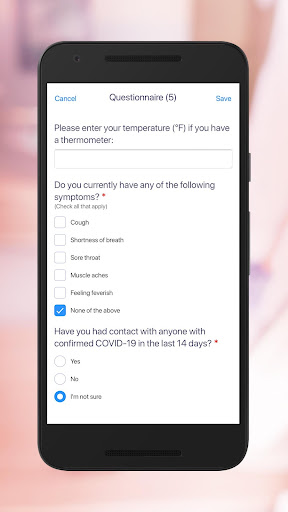 Cancel Questionnaire (5) Save
Please enter your temperature (°F) if you have
a thermometer:
Do you currently have any of the following
symptoms? *
(Check all that apply)
Cough
Shortness of breath
Sore throat
Muscle aches
Feeling feverish
None of the above
Have you had contact with anyone with
confirmed COVID-19 in the last 14 days? *
Yes
No
I'm not sure